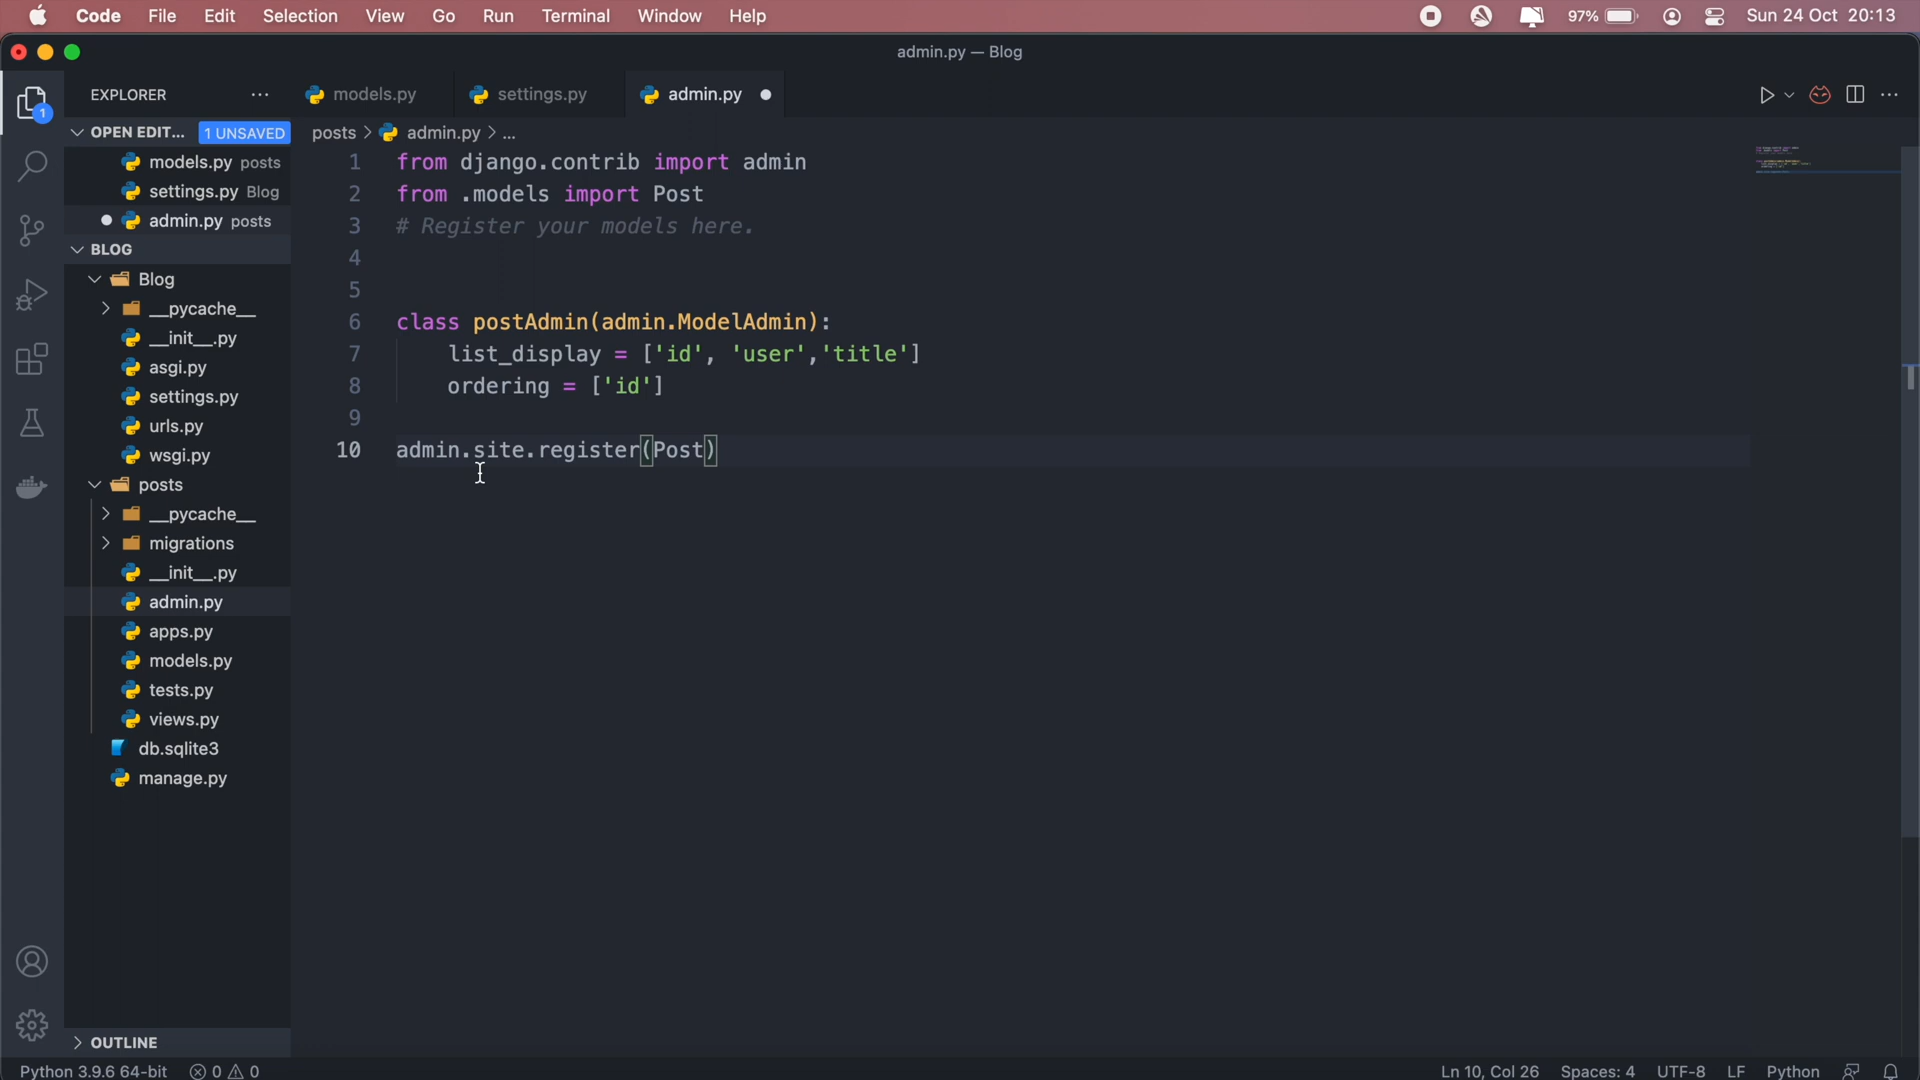 Code File Edit Selection View Go Run Terminal Window Help 97% Sun 24 Oct 20:13
admin.py — Blog
EXPLORER ··· models.py settings.py admin.py
OPEN EDIT... 1 UNSAVED
models.py posts
settings.py Blog
admin.py posts
BLOG
Blog
__pycache__
__init__.py
asgi.py
settings.py
urls.py
wsgi.py
posts
__pycache__
migrations
__init__.py
admin.py
apps.py
models.py
tests.py
views.py
db.sqlite3
manage.py
OUTLINE
1
posts > admin.py > ...
1 from django.contrib import admin
2 from .models import Post
3 # Register your models here.
4
5
6 class postAdmin(admin.ModelAdmin):
7 list_display = ['id', 'user','title']
8 ordering = ['id']
9
10 admin.site.register(Post)
Python 3.9.6 64-bit 0 0 Ln 10, Col 26 Spaces: 4 UTF-8 LF Python